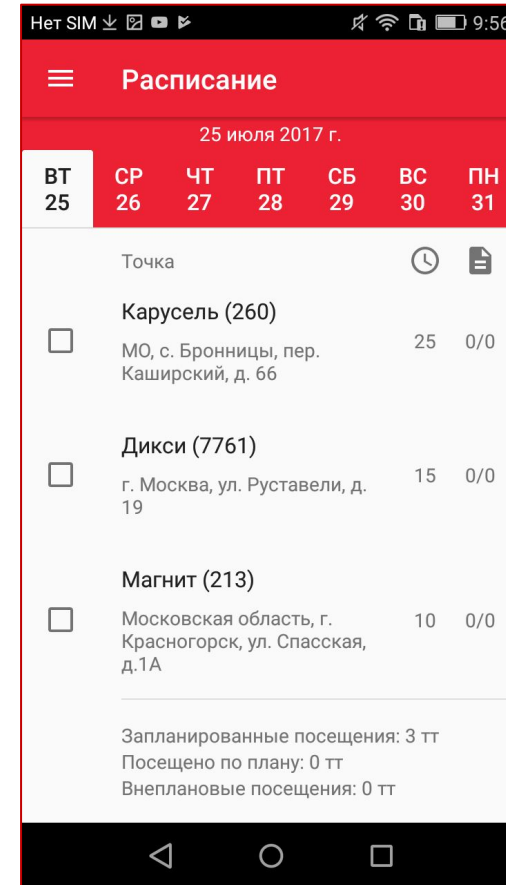 Нет SIM 9:56
Расписание
25 июля 2017 г.
ВТ СР ЧТ ПТ СБ ВС ПН
25 26 27 28 29 30 31
Точка
Карусель (260)
МО, с. Бронницы, пер. 25 0/0
Каширский, д. 66
Дикси (7761)
г. Москва, ул. Руставели, д. 15 0/0
19
Магнит (213)
Московская область, г. 10 0/0
Красногорск, ул. Спасская,
д.1А
Запланированные посещения: 3 тт
Посещено по плану: 0 тт
Внеплановые посещения: 0 тт